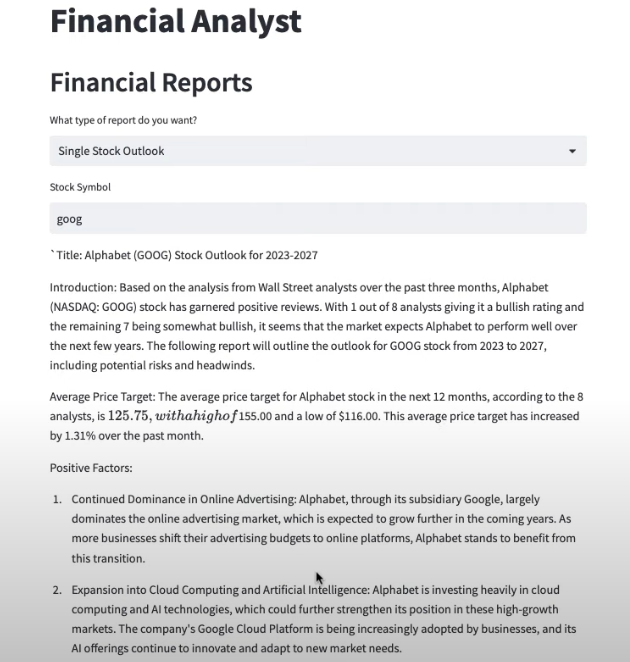 Financial Analyst
Financial Reports
What type of report do you want?
Single Stock Outlook
Stock Symbol
goog
`Title: Alphabet (GOOG) Stock Outlook for 2023-2027
Introduction: Based on the analysis from Wall Street analysts over the past three months, Alphabet
(NASDAQ: GOOG) stock has garnered positive reviews. With 1 out of 8 analysts giving it a bullish rating and
the remaining 7 being somewhat bullish, it seems that the market expects Alphabet to perform well over
the next few years. The following report will outline the outlook for GOOG stock from 2023 to 2027,
including potential risks and headwinds.
Average Price Target: The average price target for Alphabet stock in the next 12 months, according to the 8
analysts, is 125.75, withahighof155.00 and a low of $116.00. This average price target has increased
by 1.31% over the past month.
Positive Factors:
1. Continued Dominance in Online Advertising: Alphabet, through its subsidiary Google, largely
dominates the online advertising market, which is expected to grow further in the coming years. As
more businesses shift their advertising budgets to online platforms, Alphabet stands to benefit from
this transition.
2. Expansion into Cloud Computing and Artificial Intelligence: Alphabet is investing heavily in cloud
computing and AI technologies, which could further strengthen its position in these high-growth
markets. The company's Google Cloud Platform is being increasingly adopted by businesses, and its
AI offerings continue to innovate and adapt to new market needs.